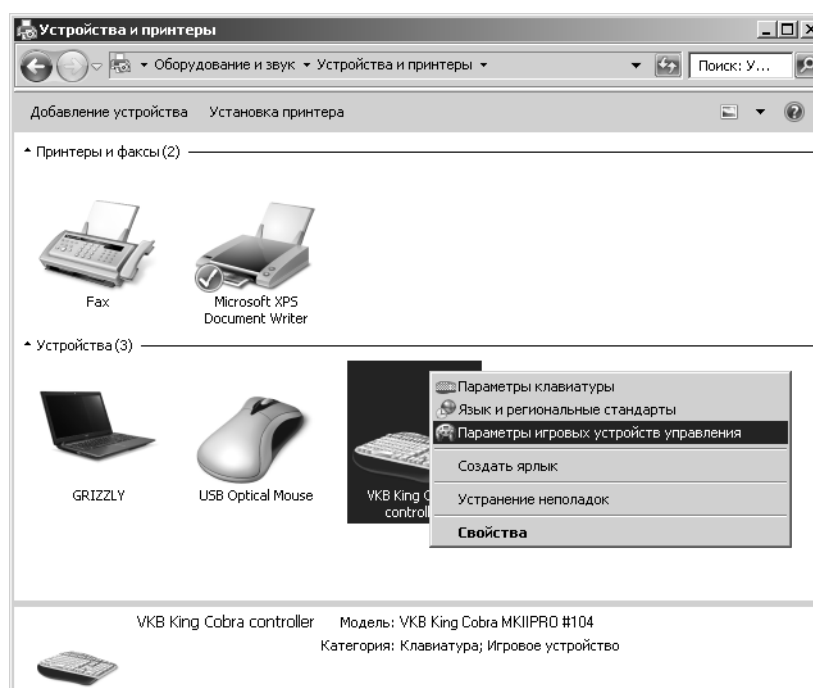 Устройства и принтеры
Оборудование и звук Устройства и принтеры Поиск: У...
Добавление устройства Установка принтера
Принтеры и факсы (2)
Fax
Microsoft XPS
Document Writer
Устройства (3)
GRIZZLY
USB Optical Mouse
VKB King
control
Параметры клавиатуры
Язык и региональные стандарты
Параметры игровых устройств управления
Создать ярлык
Устранение неполадок
Свойства
VKB King Cobra controller Модель: VKB King Cobra MKIIPRO #104
Категория: Клавиатура; Игровое устройство